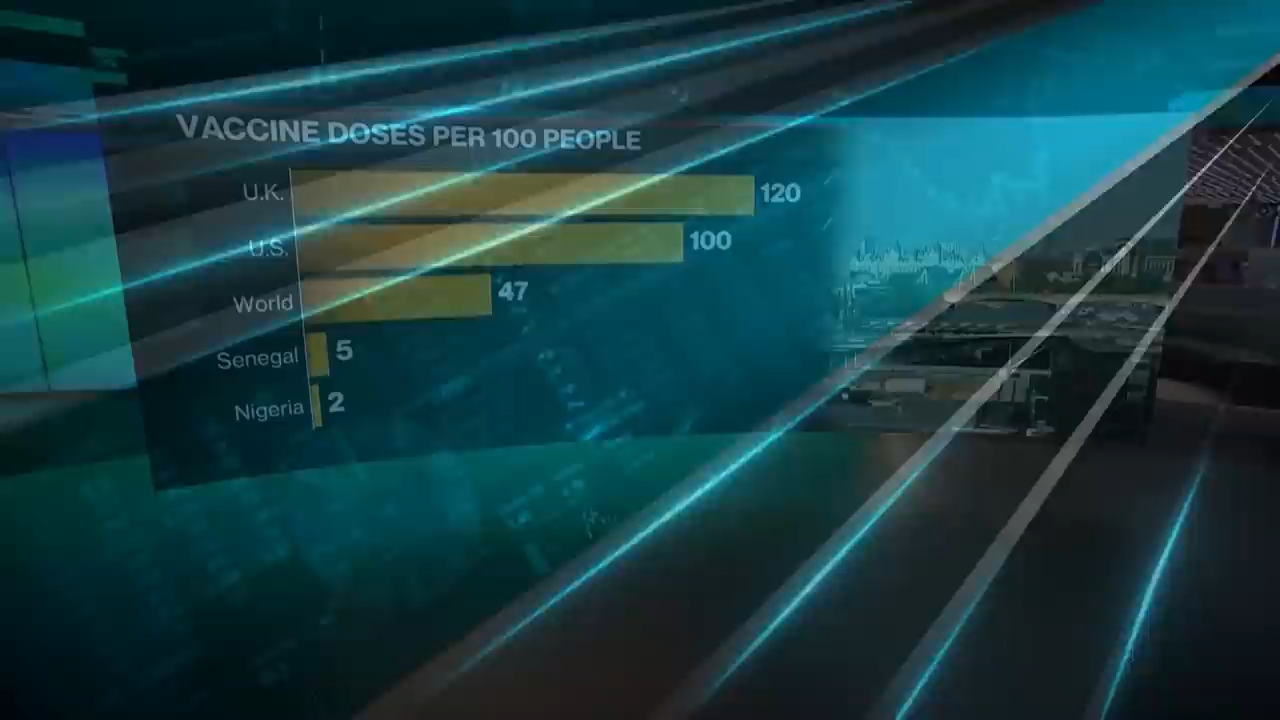 VACCINE DOSES PER 100 PEOPLE
U.K. 120
U.S. 100
World 47
Senegal 5
Nigeria 2